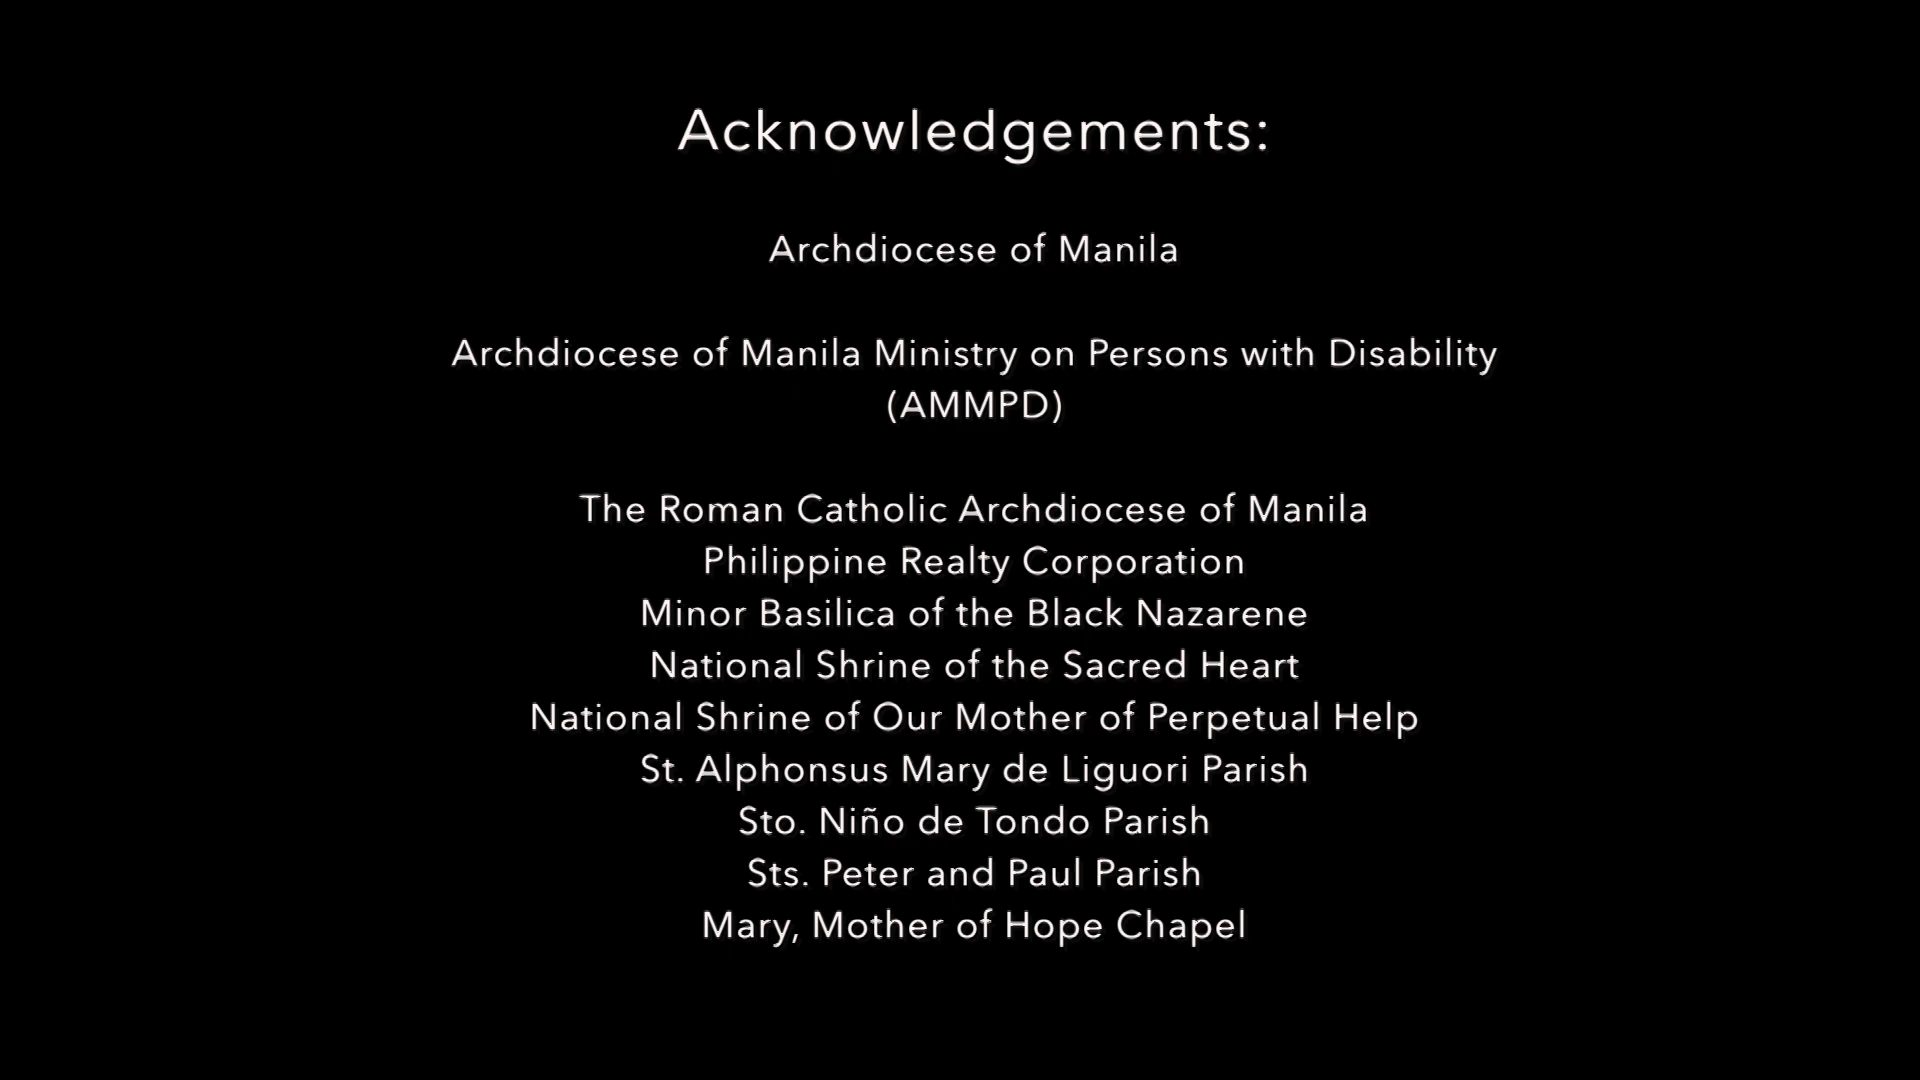 Acknowledgements:
Archdiocese of Manila
Archdiocese of Manila Ministry on Persons with Disability
(AMMPD)
The Roman Catholic Archdiocese of Manila
Philippine Realty Corporation
Minor Basilica of the Black Nazarene
National Shrine of the Sacred Heart
National Shrine of Our Mother of Perpetual Help
St. Alphonsus Mary de Liguori Parish
Sto. Niño de Tondo Parish
Sts. Peter and Paul Parish
Mary, Mother of Hope Chapel